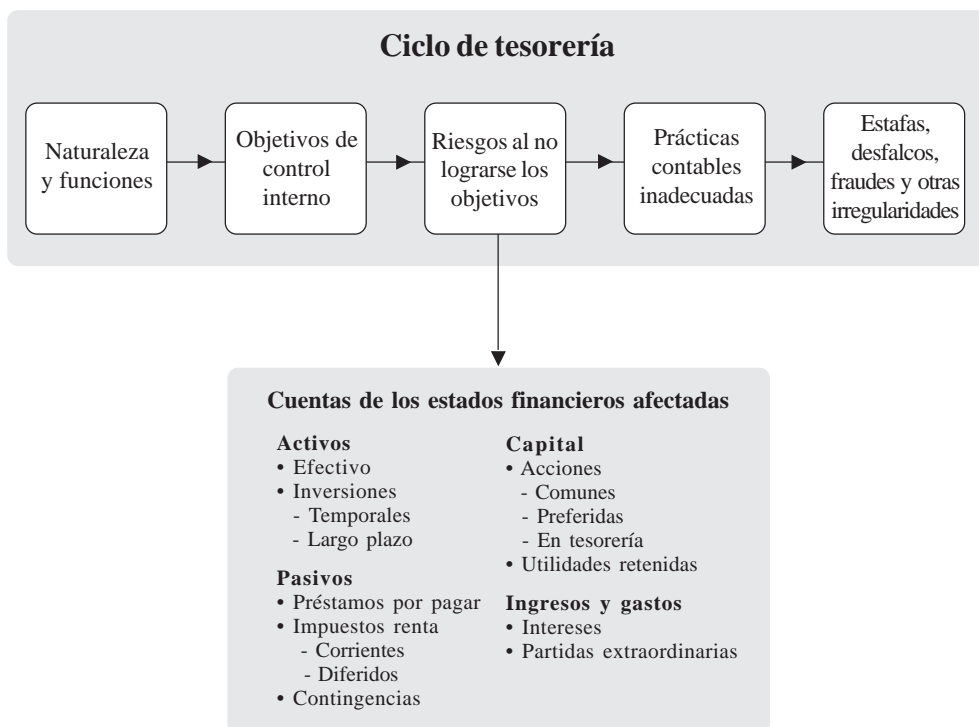 Ciclo de tesorería
Naturaleza
y funciones
Objetivos de
control
interno
Riesgos al no
lograrse los
objetivos
Prácticas
contables
inadecuadas
Estafas,
desfalcos,
fraudes y otras
irregularidades
Cuentas de los estados financieros afectadas
Activos
• Efectivo
• Inversiones
- Temporales
- Largo plazo
Pasivos
• Préstamos por pagar
• Impuestos renta
- Corrientes
- Diferidos
• Contingencias
Capital
• Acciones
- Comunes
- Preferidas
- En tesorería
• Utilidades retenidas
Ingresos y gastos
• Intereses
• Partidas extraordinarias